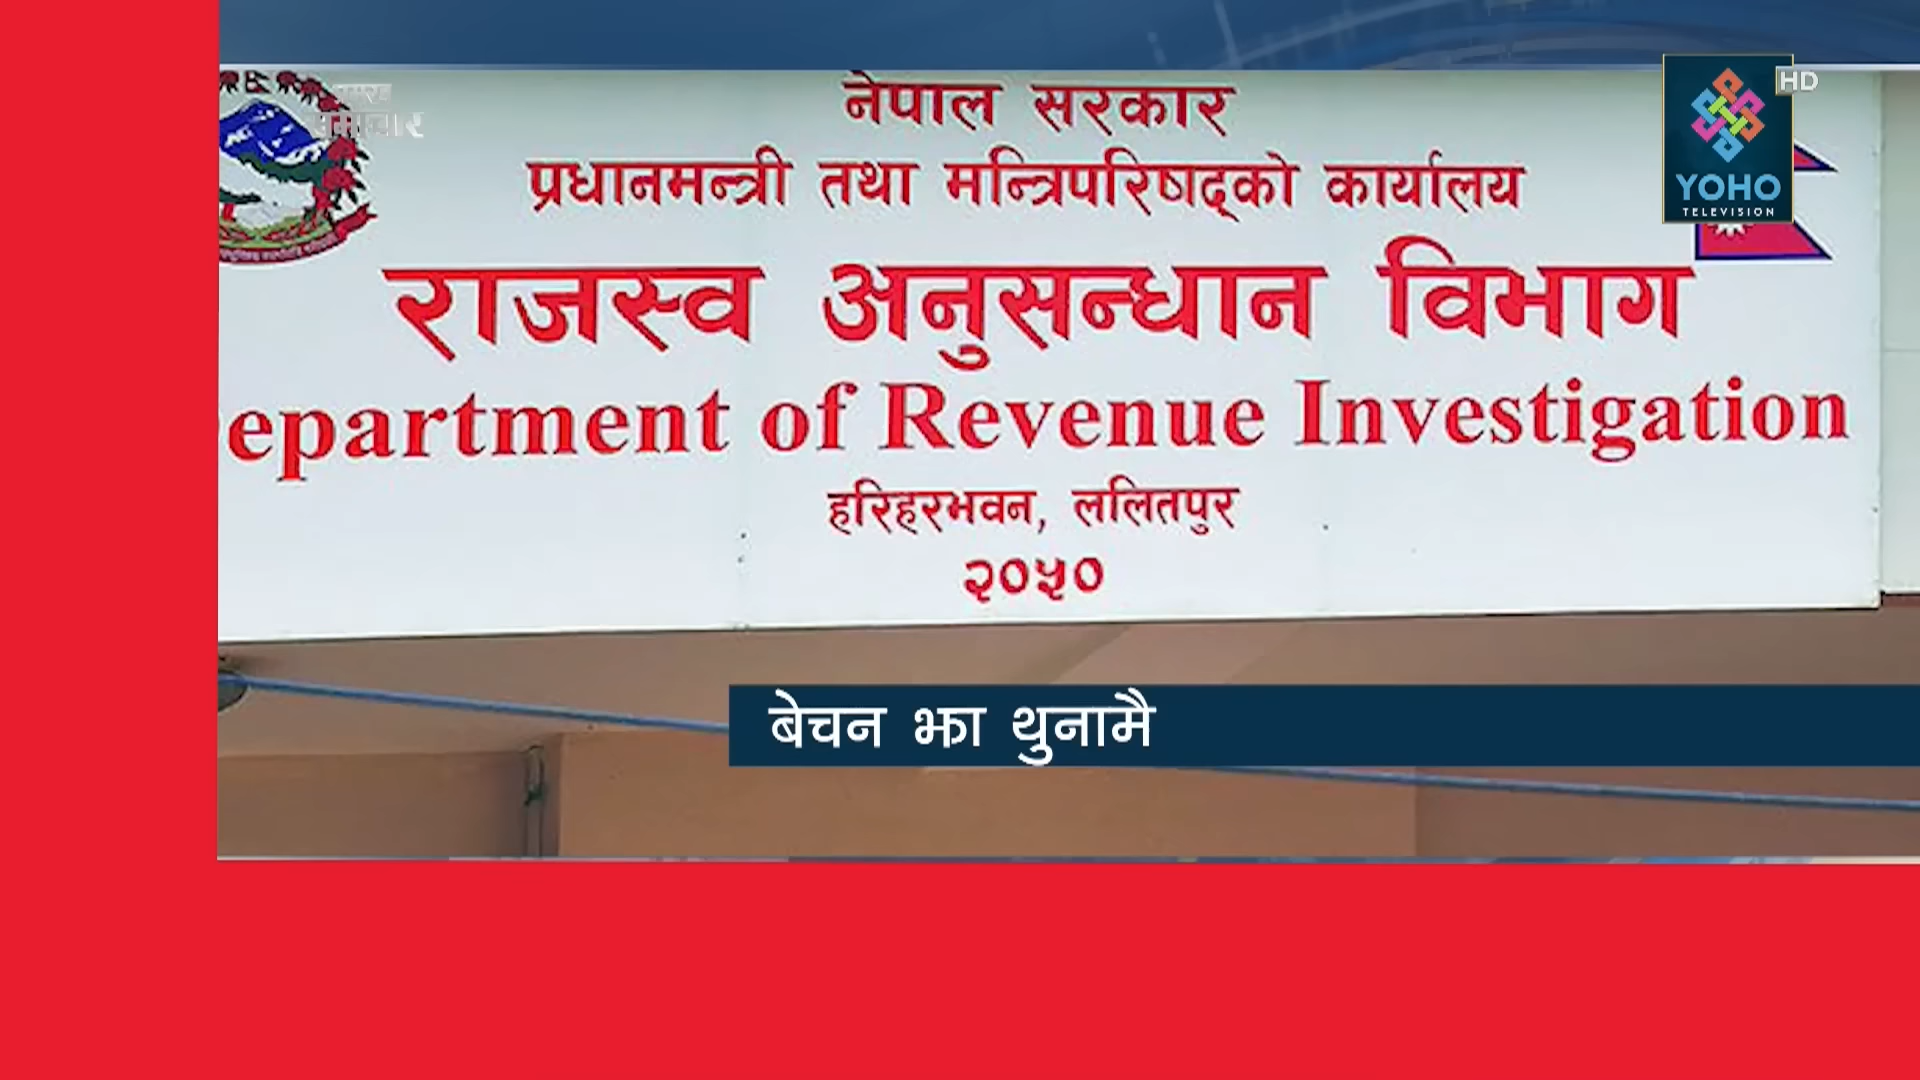 नेपाल सरकार
समाचार
HD
प्रधानमन्त्री तथा मन्त्रिपरिषद्को कार्यालय
YOHO
TELEVISION
राजस्व अनुसन्धान विभाग
epartment of Revenue Investigation
हरिहरभवन, ललितपुर
२०५०
बेचन झा थुनामै